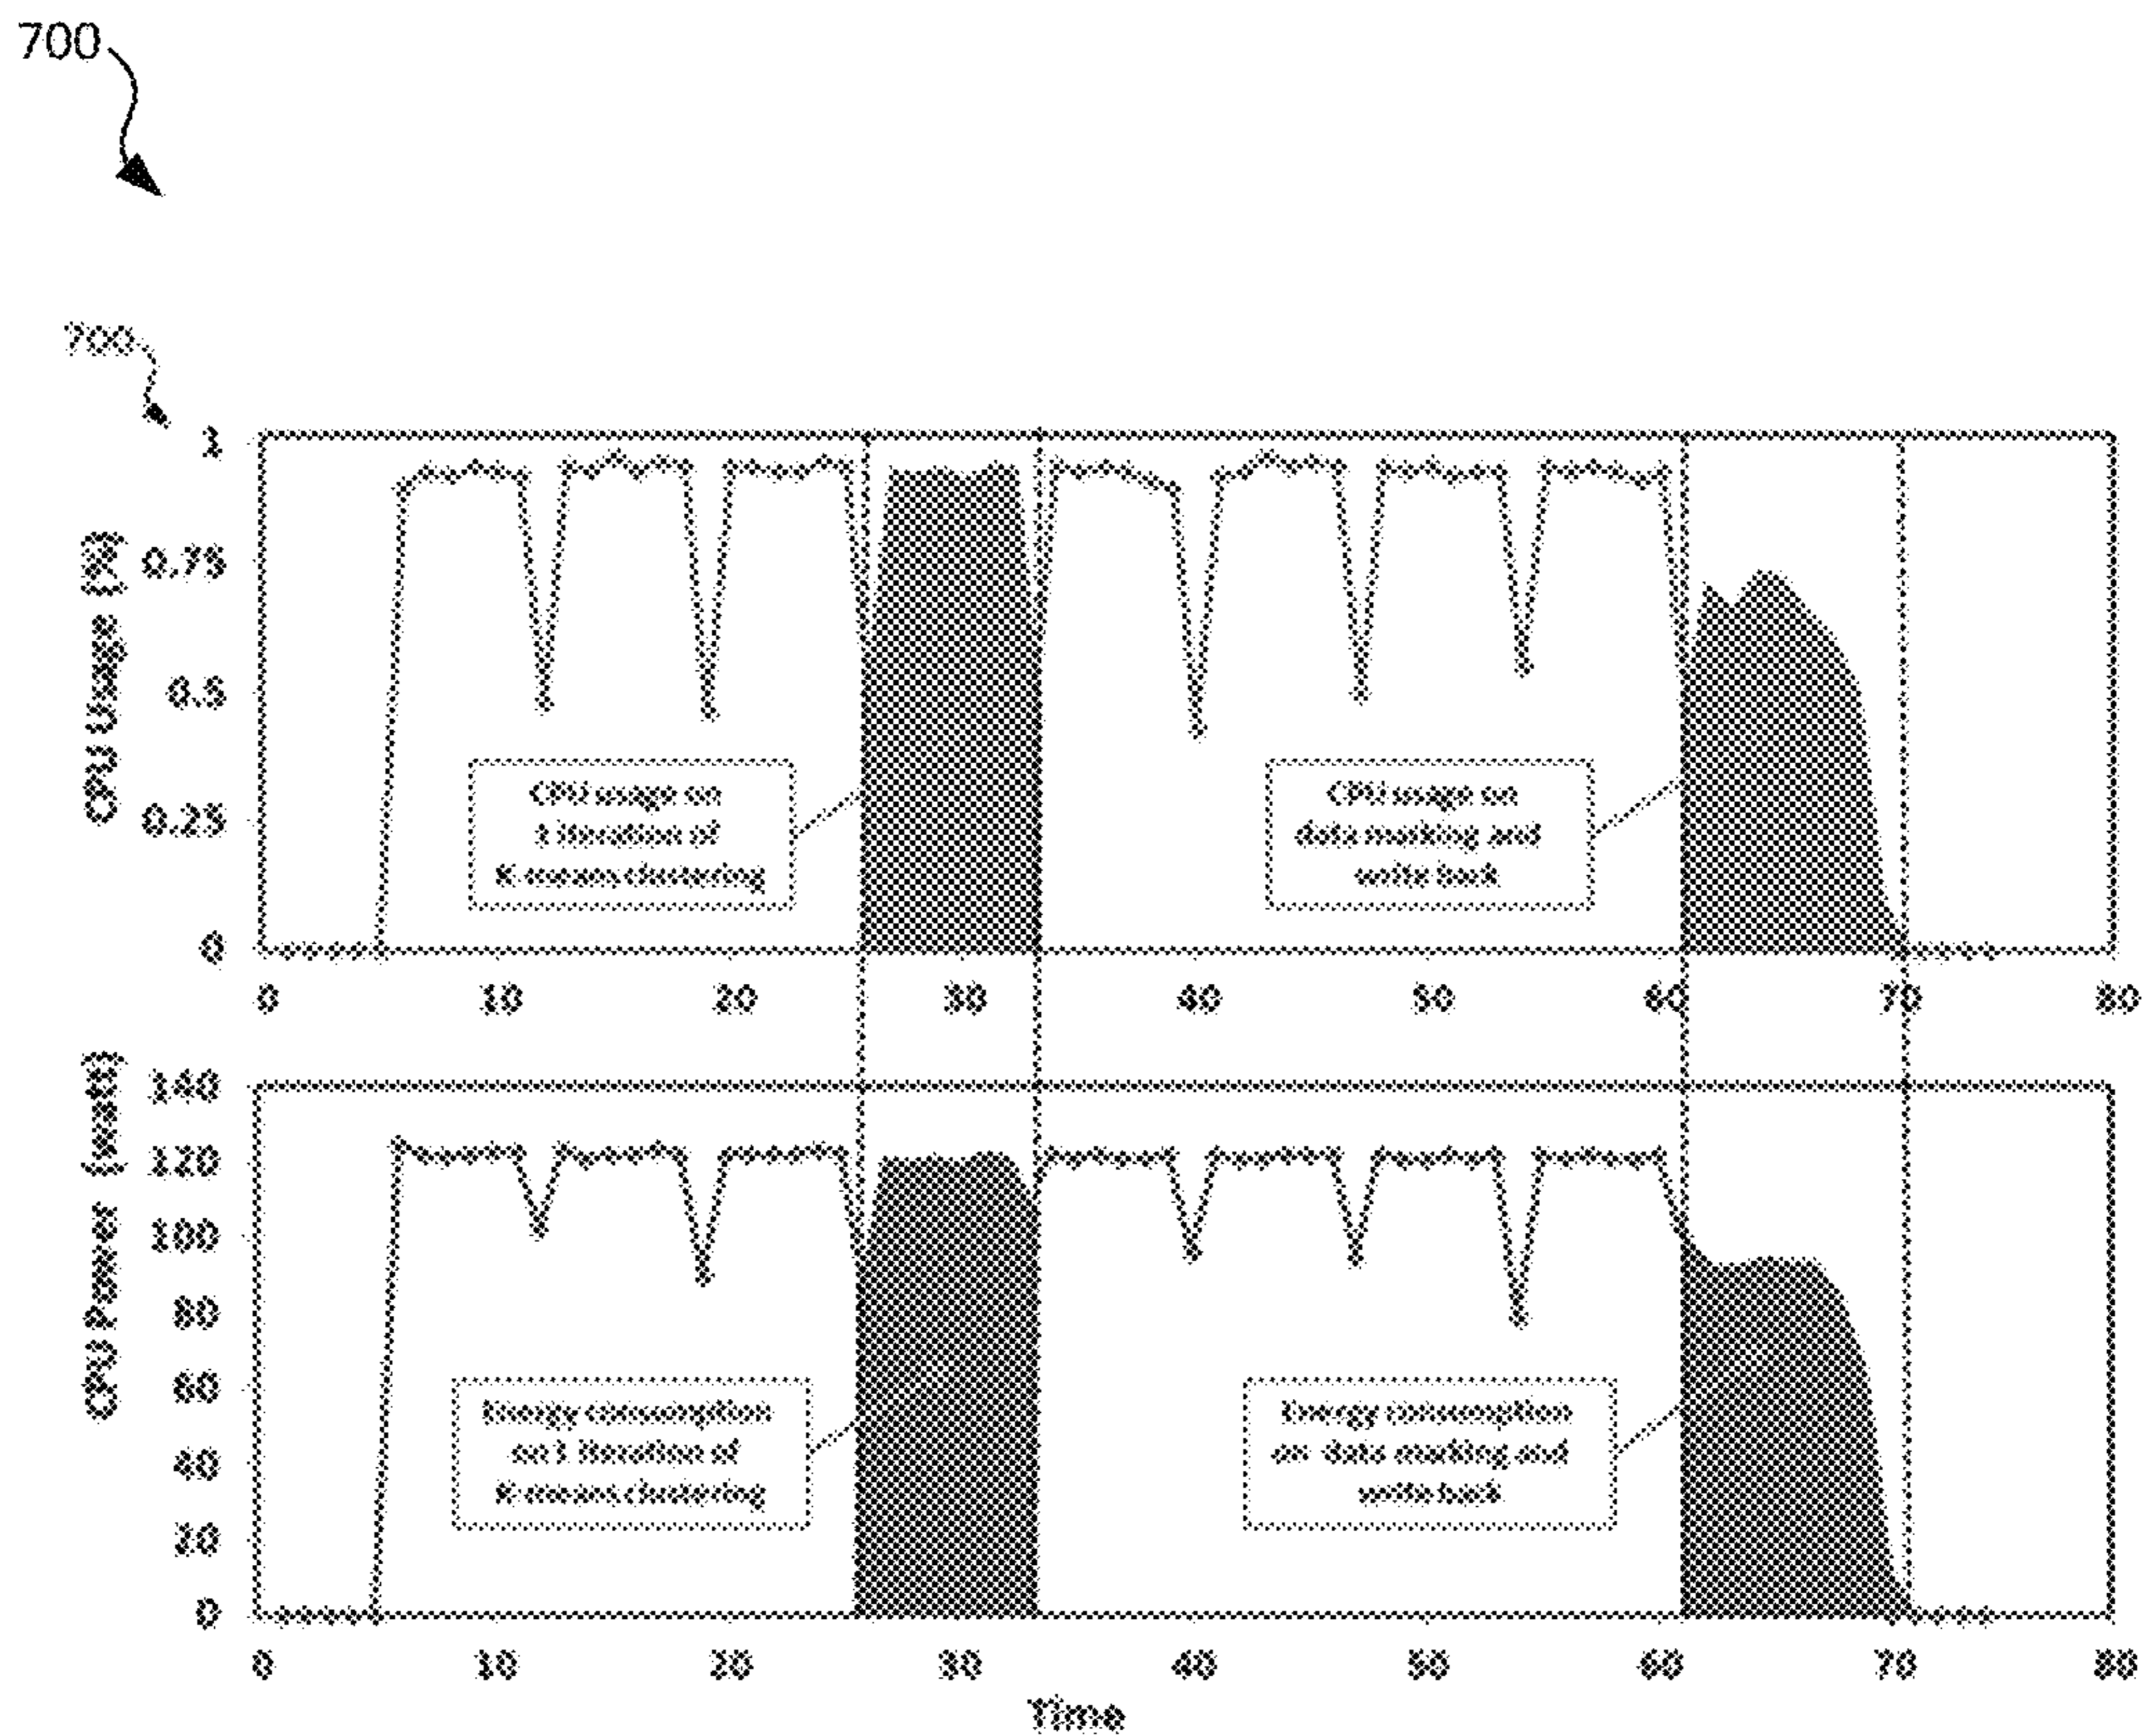 700
700
CPU Usage [%]
1
0.75
0.5
0.25
0
CPU usage on
1 iteration of
K-means clustering
CPU usage on
data reading and
write back
0 10 20 30 40 50 60 70 80
CPU Power [watt]
140
120
100
80
60
40
20
0
Energy consumption
on 1 iteration of
K-means clustering
Energy consumption
on data reading and
write back
0 10 20 30 40 50 60 70 80
Time